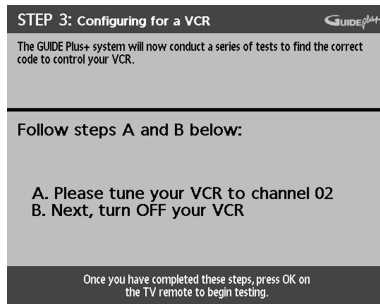 STEP 3: Configuring for a VCR GUIDE plus+
The GUIDE Plus+ system will now conduct a series of tests to find the correct
code to control your VCR.
Follow steps A and B below:
A. Please tune your VCR to channel 02
B. Next, turn OFF your VCR
Once you have completed these steps, press OK on
the TV remote to begin testing.